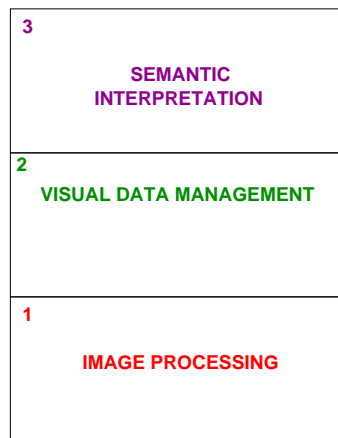 3
SEMANTIC
INTERPRETATION
2
VISUAL DATA MANAGEMENT
1
IMAGE PROCESSING